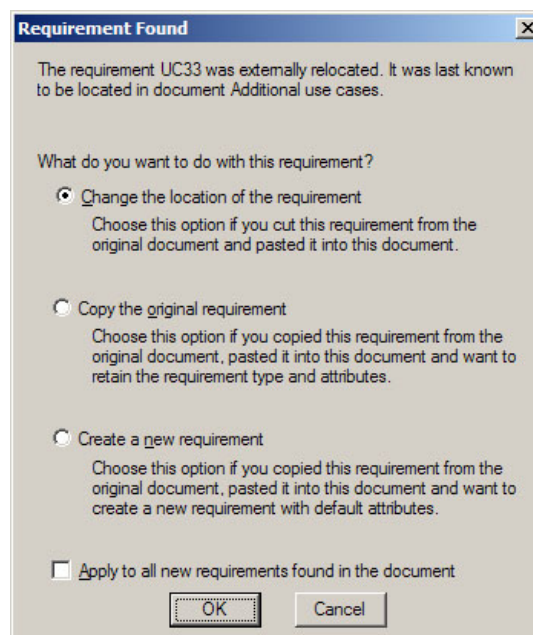 Requirement Found
The requirement UC33 was externally relocated. It was last known
to be located in document Additional use cases.
What do you want to do with this requirement?
Change the location of the requirement
Choose this option if you cut this requirement from the
original document and pasted it into this document.
Copy the original requirement
Choose this option if you copied this requirement from the
original document, pasted it into this document and want to
retain the requirement type and attributes.
Create a new requirement
Choose this option if you copied this requirement from the
original document, pasted it into this document and want to
create a new requirement with default attributes.
Apply to all new requirements found in the document
OK Cancel